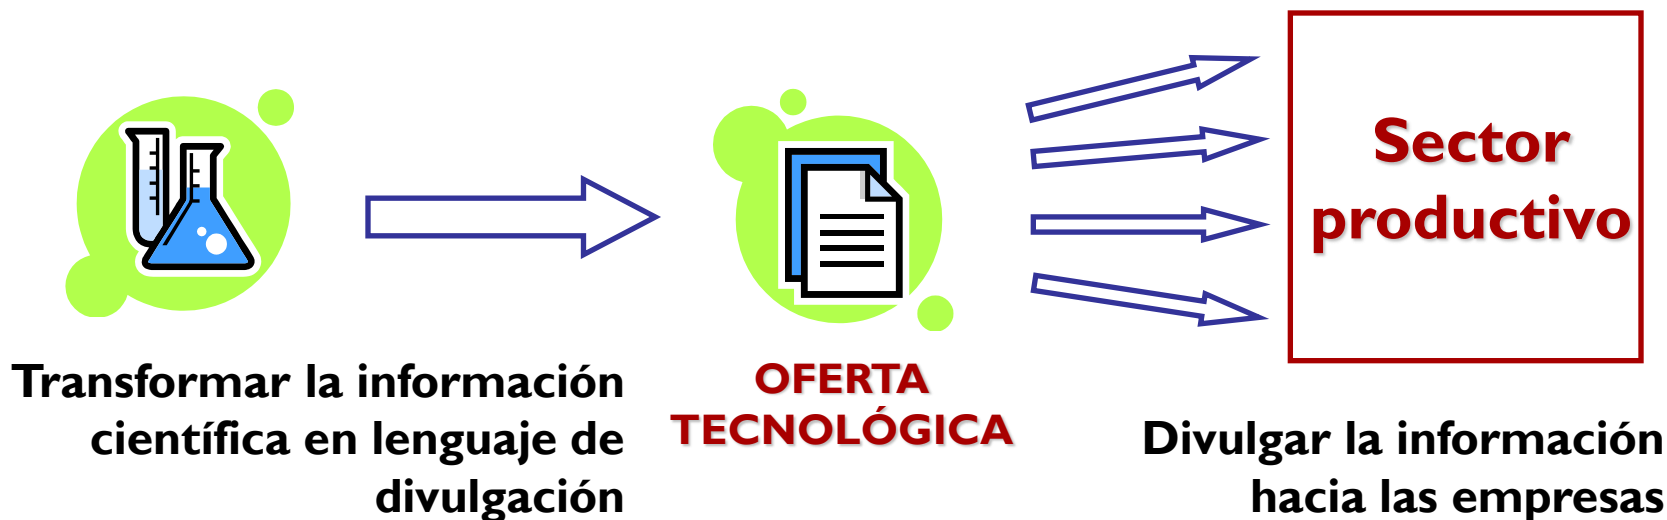 Transformar la información
científica en lenguaje de
divulgación
OFERTA
TECNOLÓGICA
Sector
productivo
Divulgar la información
hacia las empresas